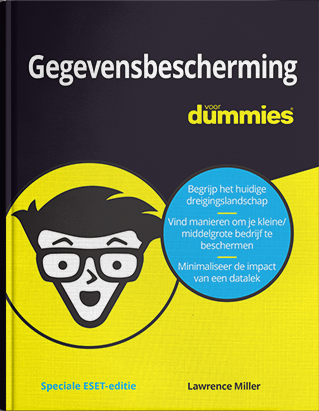 Gegevensbescherming
voor
dummies
Begrijp het huidige
dreigingslandschap
Vind manieren om je kleine/
middelgrote bedrijf te
beschermen
Minimaliseer de impact
van een datalek
Speciale ESET-editie
Lawrence Miller